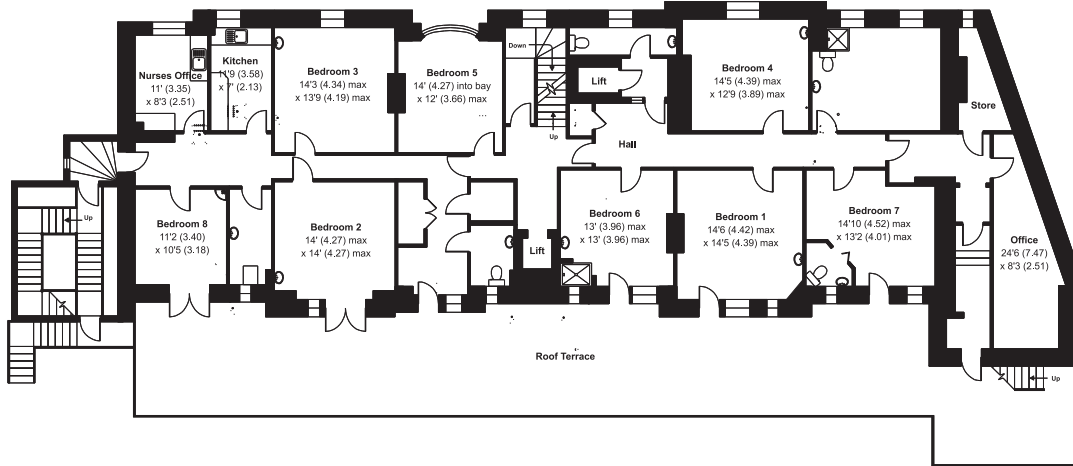 Nurses Office
11' (3.35)
x 8'3 (2.51)
Kitchen
11'9 (3.58)
x 7' (2.13)
Bedroom 3
14'3 (4.34) max
x 13'9 (4.19) max
Bedroom 5
14' (4.27) into bay
x 12' (3.66) max
Down
Up
Lift
Hall
Bedroom 4
14'5 (4.39) max
x 12'9 (3.89) max
Store
Up
Bedroom 8
11'2 (3.40)
x 10'5 (3.18)
Bedroom 2
14' (4.27) max
x 14' (4.27) max
Lift
Bedroom 6
13' (3.96) max
x 13' (3.96) max
Bedroom 1
14'6 (4.42) max
x 14'5 (4.39) max
Bedroom 7
14'10 (4.52) max
x 13'2 (4.01) max
Office
24'6 (7.47)
x 8'3 (2.51)
Roof Terrace
Up